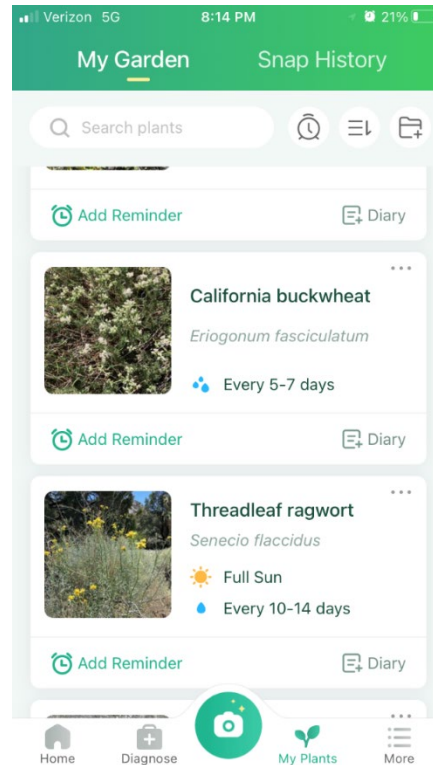 Verizon 5G 8:14 PM 21%
My Garden Snap History
Search plants
Add Reminder Diary
California buckwheat
Eriogonum fasciculatum
Every 5-7 days
Add Reminder Diary
Threadleaf ragwort
Senecio flaccidus
Full Sun
Every 10-14 days
Add Reminder Diary
Home Diagnose My Plants More